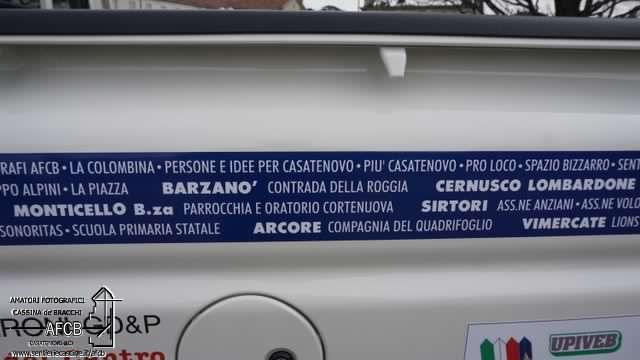 RAFI AFCB • LA COLOMBINA • PERSONE E IDEE PER CASATENOVO • PIU' CASATENOVO • PRO LOCO • SPAZIO BIZZARRO • SENT
PPO ALPINI • LA PIAZZA BARZANO' CONTRADA DELLA ROGGIA CERNUSCO LOMBARDONE
MONTICELLO B.za PARROCCHIA E ORATORIO CORTENUOVA SIRTORI ASS.NE ANZIANI • ASS.NE VOLO
SONORITAS • SCUOLA PRIMARIA STATALE ARCORE COMPAGNIA DEL QUADRIFOGLIO VIMERCATE LIONS
AMATORI FOTOGRAFICI
CASSINA de' BRACCHI
AFCB
D&P
UPIVEB